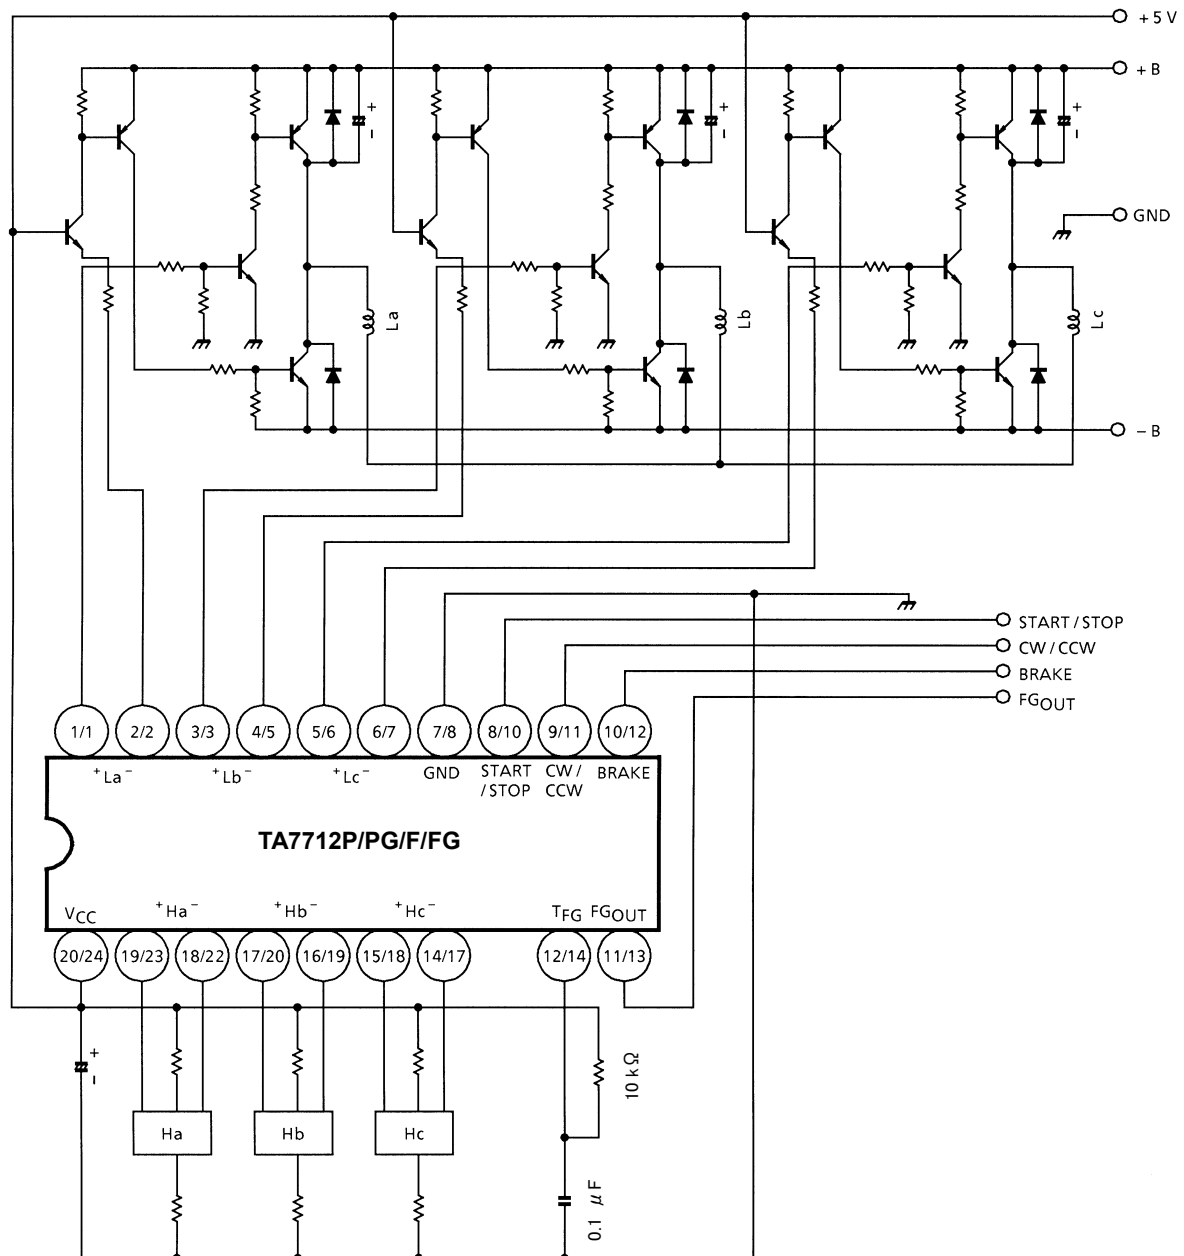 +5 V
+ B
+
−
+
−
+
−
GND
La
Lb
Lc
− B
START / STOP
CW / CCW
BRAKE
FGOUT
1/1 2/2 3/3 4/5 5/6 6/7 7/8 8/10 9/11 10/12
+La− +Lb− +Lc− GND START /STOP CW / CCW BRAKE
TA7712P/PG/F/FG
VCC +Ha− +Hb− +Hc− TFG FGOUT
20/24 19/23 18/22 17/20 16/19 15/18 14/17 12/14 11/13
+
−
10 kΩ
Ha Hb Hc
0.1 μF